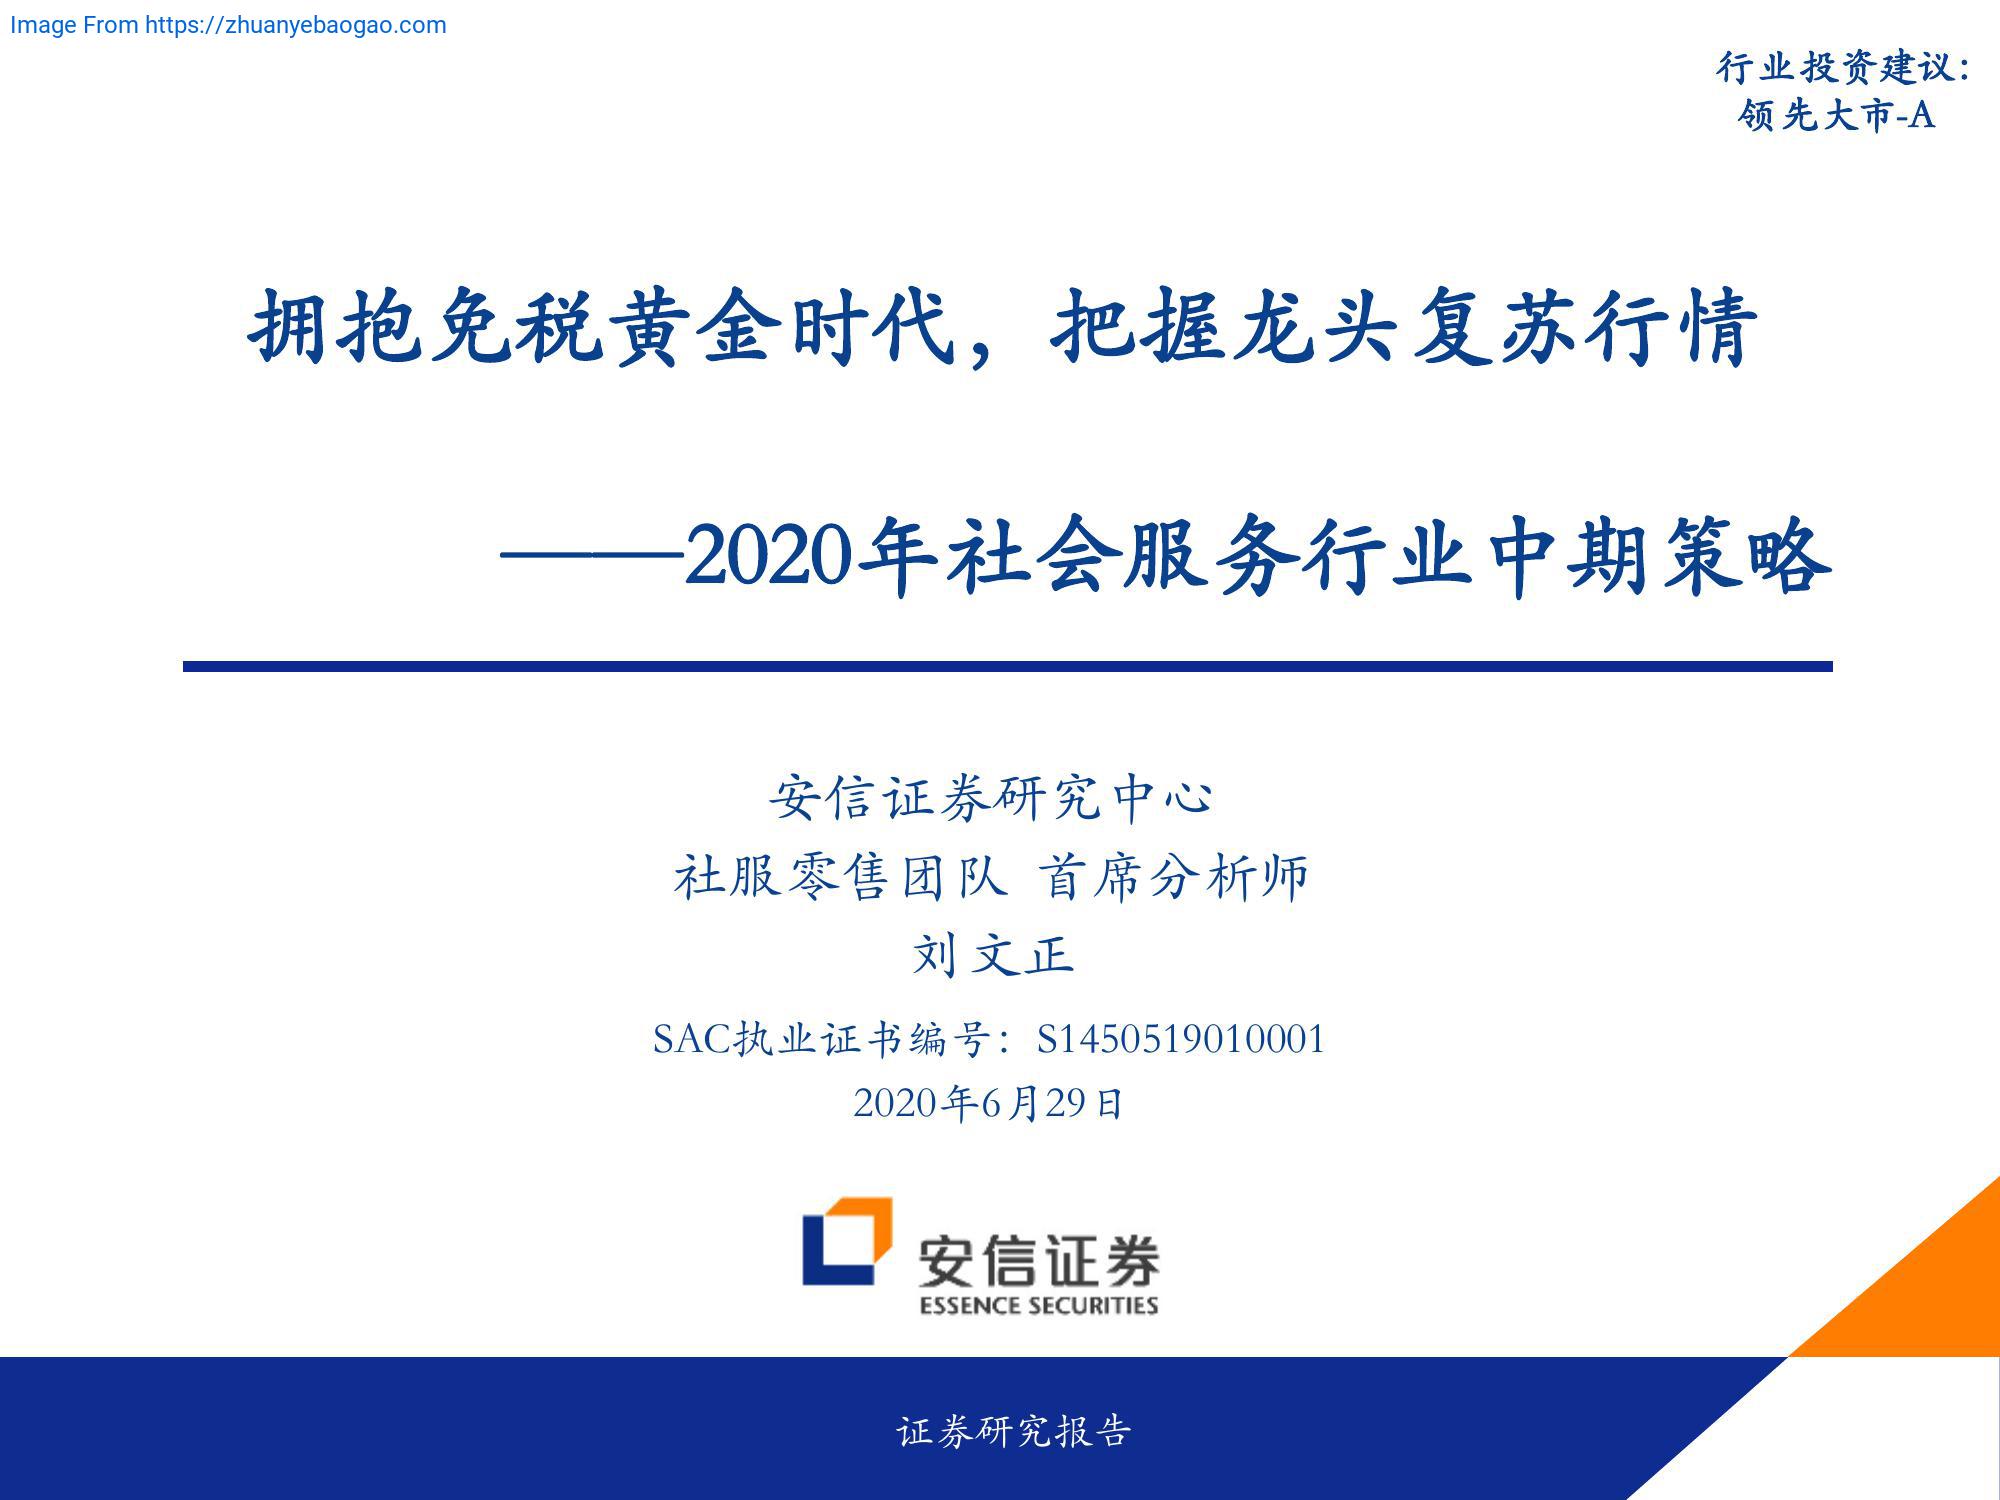 Image From https://zhuanyebaogao.com
行业投资建议：
领先大市-A
拥抱免税黄金时代，把握龙头复苏行情
——2020年社会服务行业中期策略
安信证券研究中心
社服零售团队 首席分析师
刘文正
SAC执业证书编号：S1450519010001
2020年6月29日
安信证券
ESSENCE SECURITIES
证券研究报告